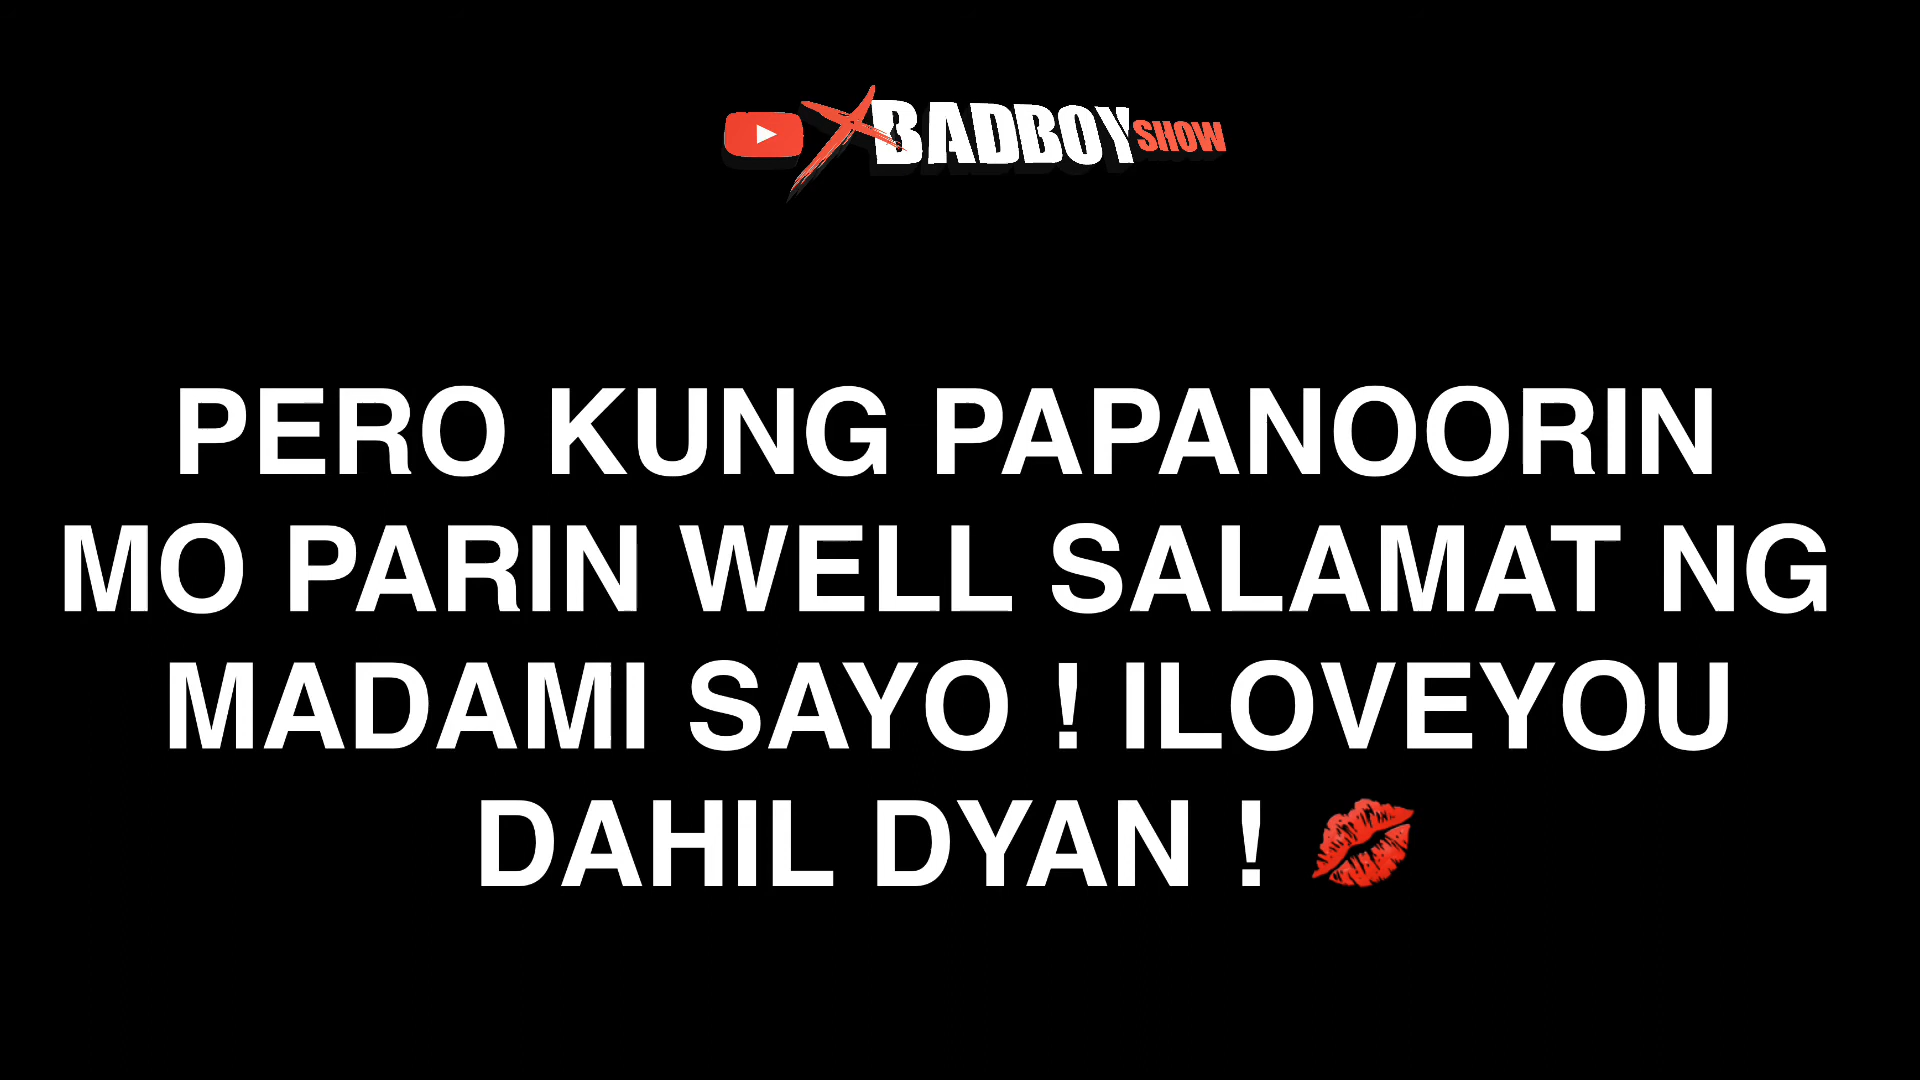 BADBOY SHOW
PERO KUNG PAPANOORIN
MO PARIN WELL SALAMAT NG
MADAMI SAYO ! ILOVEYOU
DAHIL DYAN ! 💋